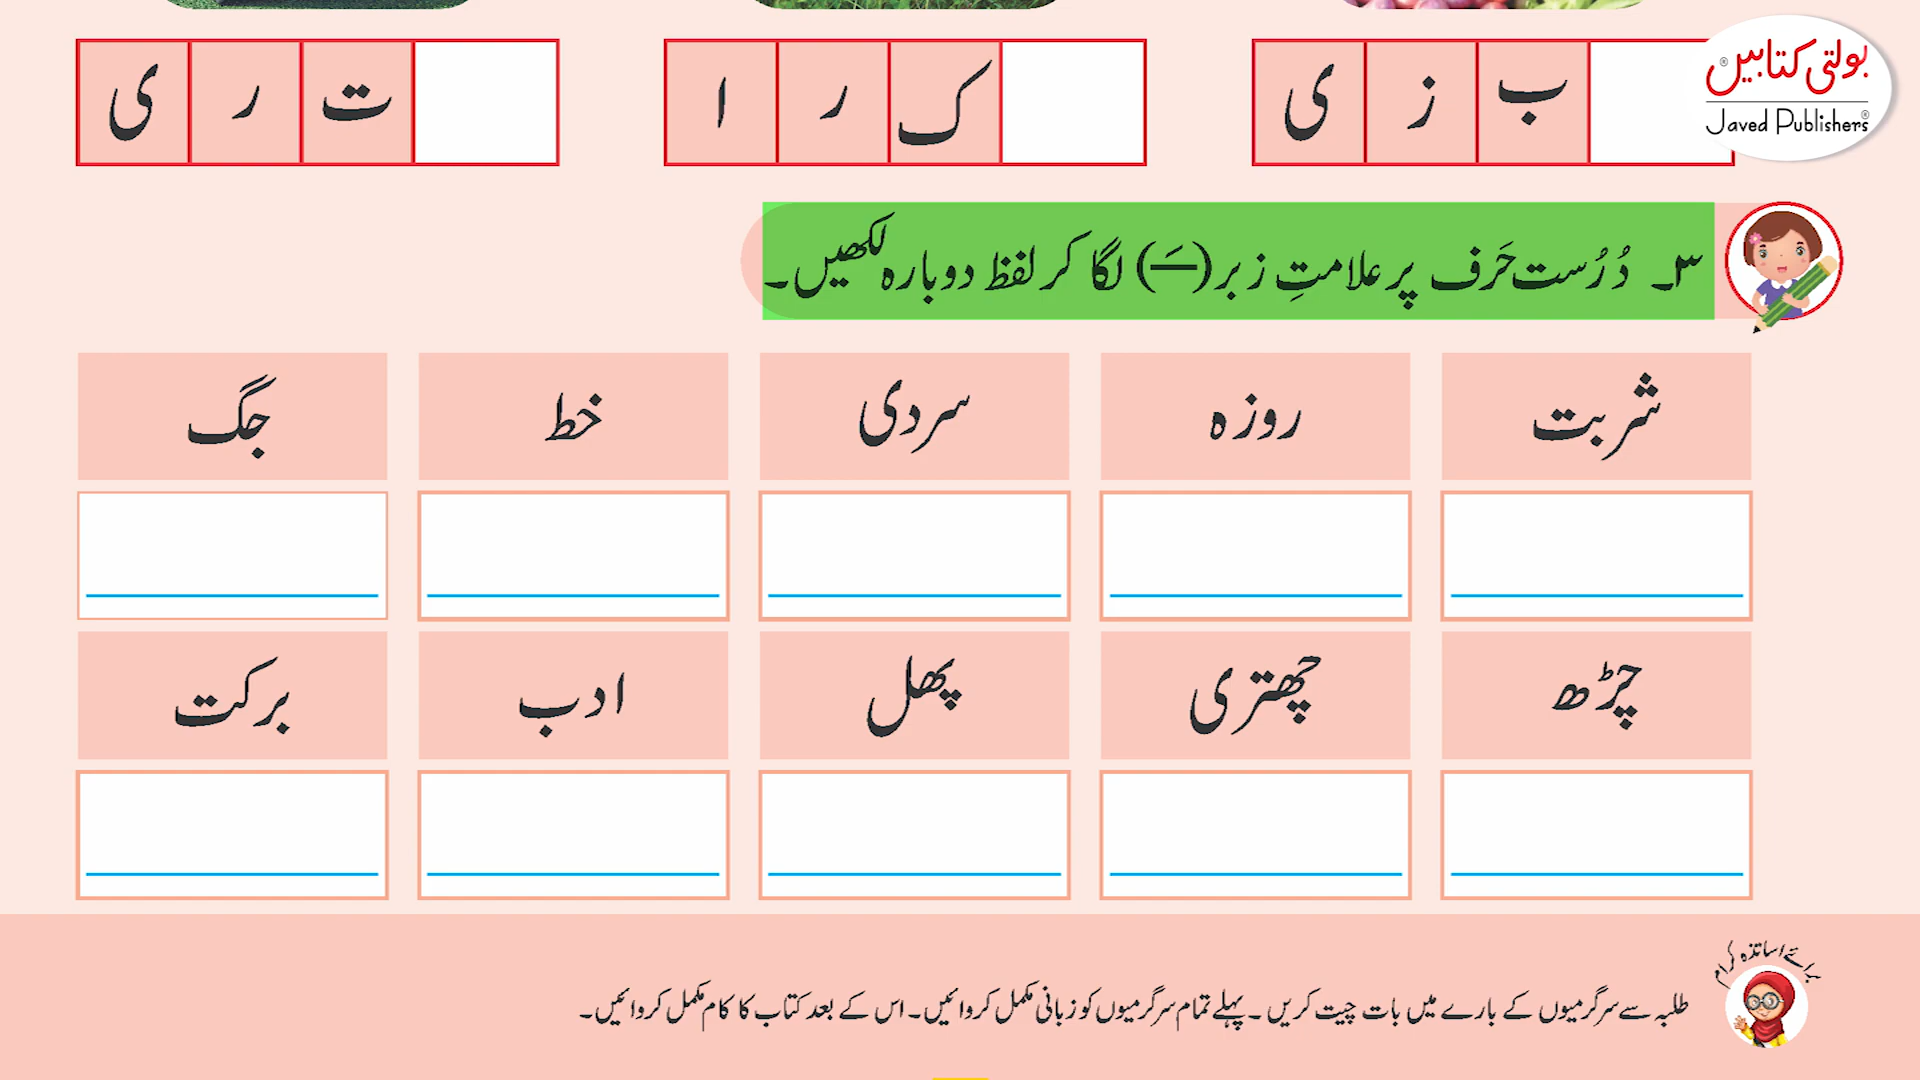 ب ز ی
ک ر ا
ت ر ی
بولتی کتابیں®
Javed Publishers®
۳۔ دُرُست حَرف پر علامتِ زبر (—َ) لگا کر لفظ دوبارہ لکھیں۔
شربت روزہ سردی خط جگ
چڑھ چھتری پھل ادب برکت
برائے اساتذہ کرام
طلبہ سے سرگرمیوں کے بارے میں بات چیت کریں۔ پہلے تمام سرگرمیوں کو زبانی مکمل کروائیں۔ اس کے بعد کتاب کا کام مکمل کروائیں۔